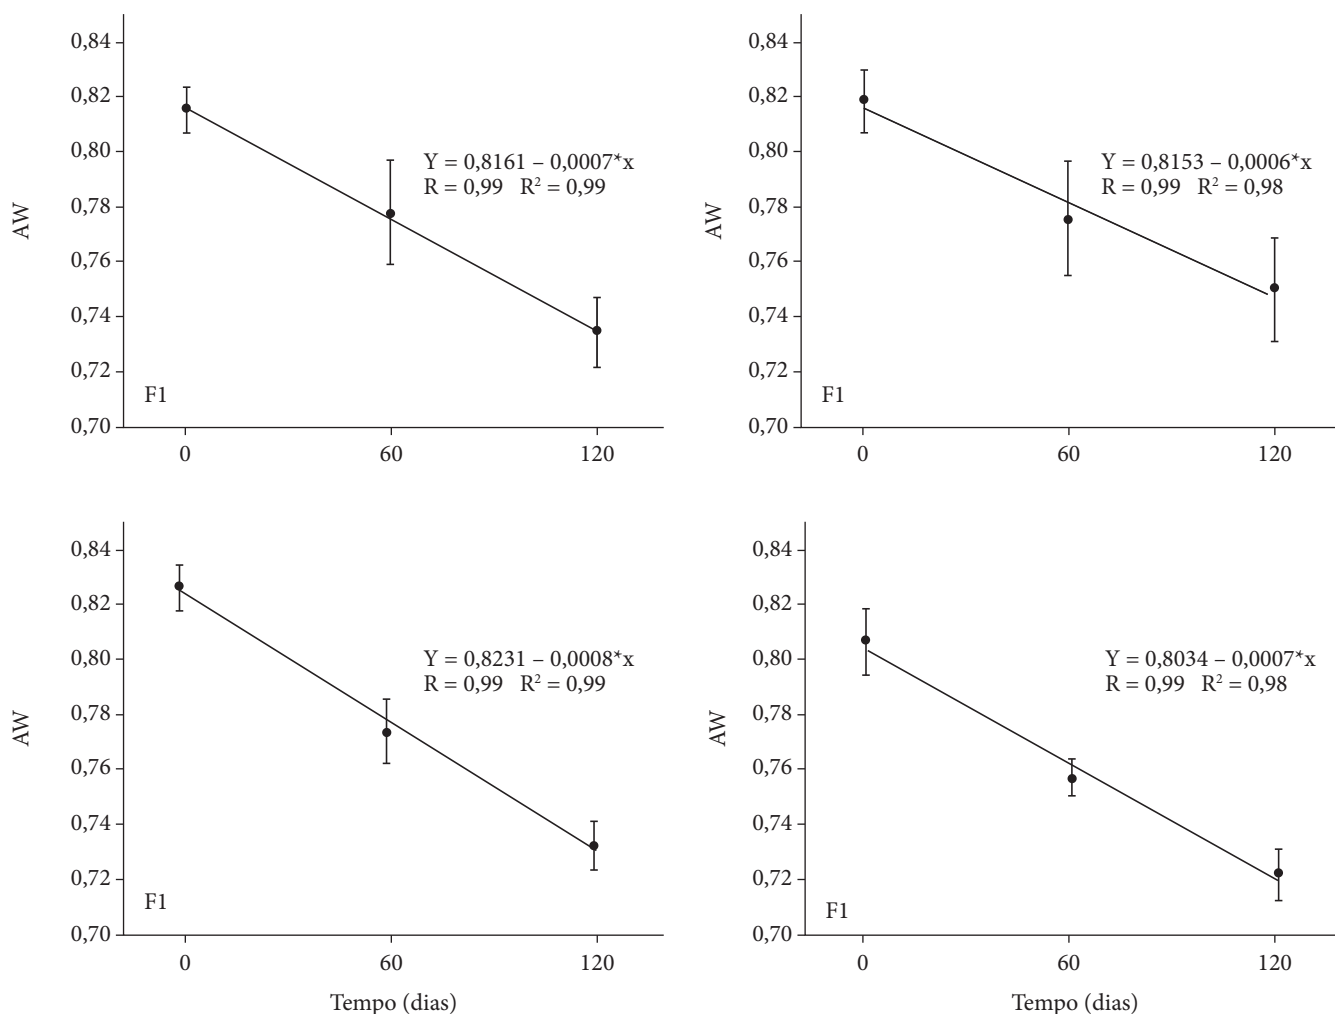 0,84
0,82
0,80
0,78
0,76
0,74
0,72
0,70
AW
Y = 0,8161 – 0,0007*x
R = 0,99 R² = 0,99
F1
0 60 120
0,84
0,82
0,80
0,78
0,76
0,74
0,72
0,70
AW
Y = 0,8153 – 0,0006*x
R = 0,99 R² = 0,98
F1
0 60 120
0,84
0,82
0,80
0,78
0,76
0,74
0,72
0,70
AW
Y = 0,8231 – 0,0008*x
R = 0,99 R² = 0,99
F1
0 60 120
Tempo (dias)
0,84
0,82
0,80
0,78
0,76
0,74
0,72
0,70
AW
Y = 0,8034 – 0,0007*x
R = 0,99 R² = 0,98
F1
0 60 120
Tempo (dias)